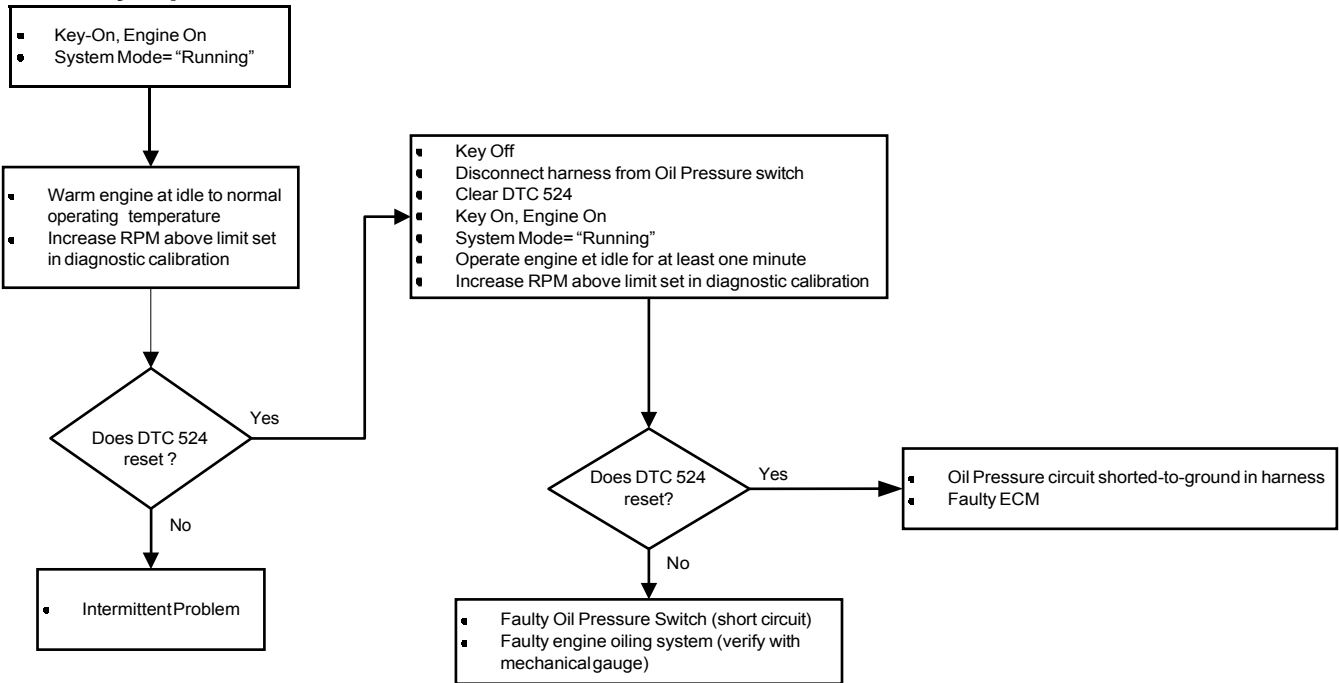 Key-On, Engine On
System Mode= “Running”
Warm engine at idle to normal
operating temperature
Increase RPM above limit set
in diagnostic calibration
Does DTC 524
reset ?
Yes
No
Intermittent Problem
Key Off
Disconnect harness from Oil Pressure switch
Clear DTC 524
Key On, Engine On
System Mode= “Running”
Operate engine et idle for at least one minute
Increase RPM above limit set in diagnostic calibration
Does DTC 524
reset?
Yes
Oil Pressure circuit shorted-to-ground in harness
Faulty ECM
No
Faulty Oil Pressure Switch (short circuit)
Faulty engine oiling system (verify with
mechanical gauge)